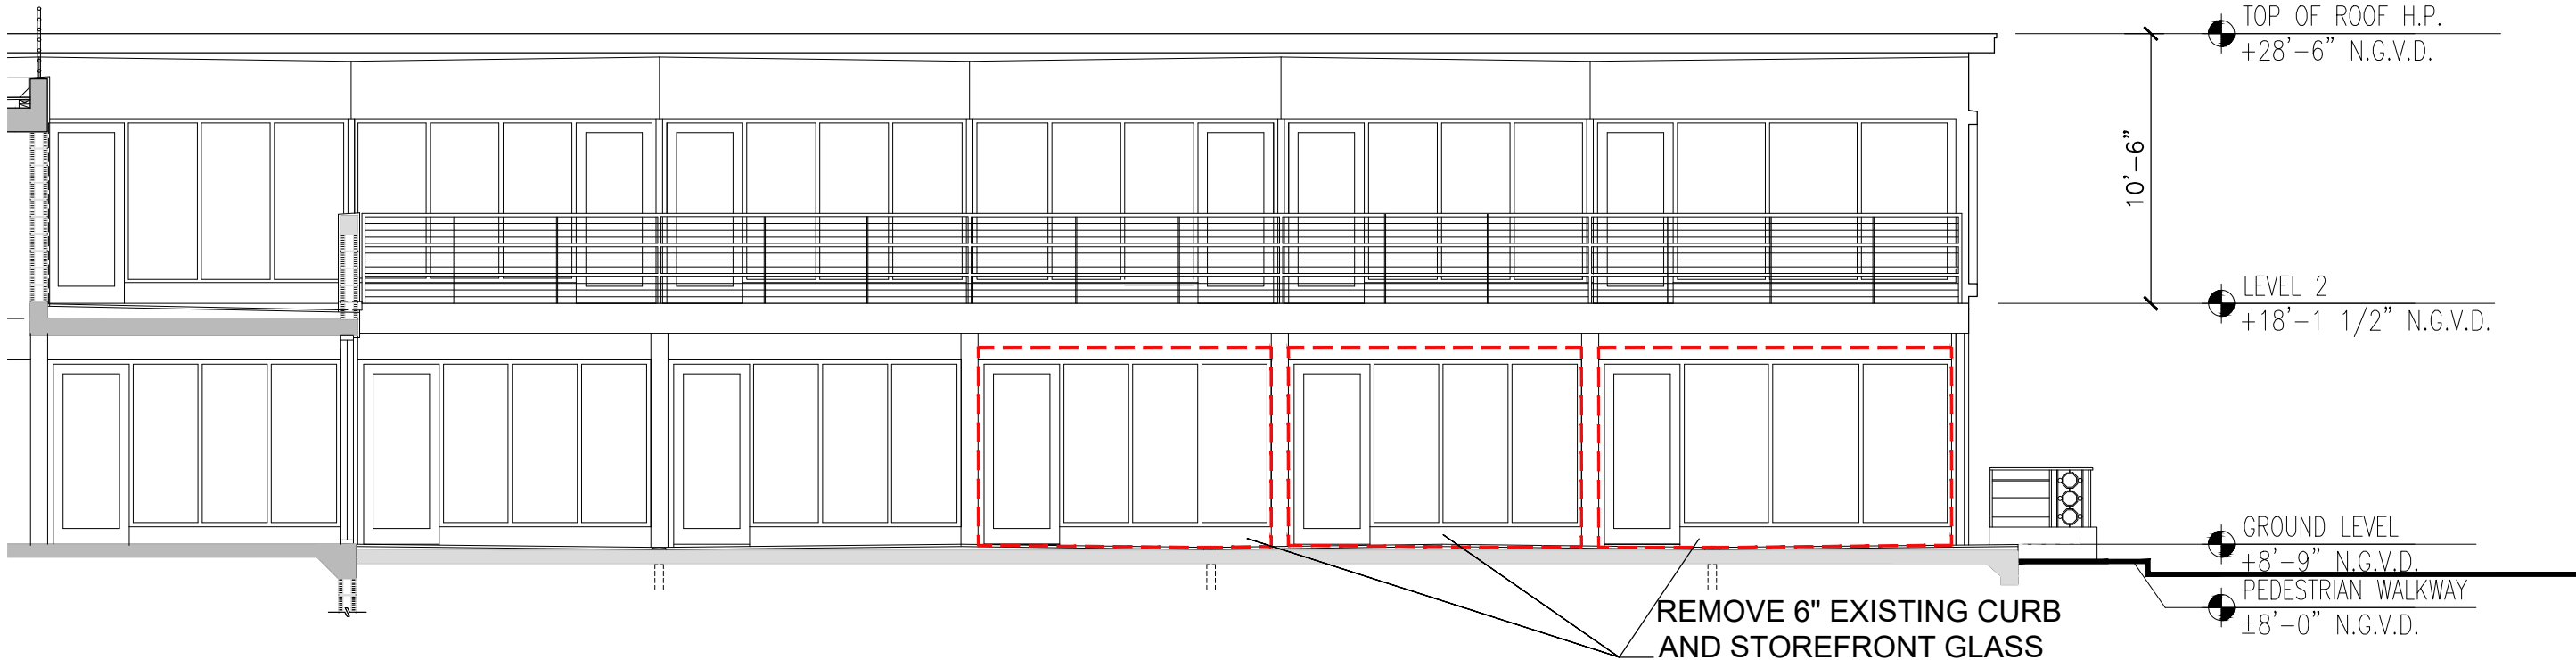 TOP OF ROOF H.P.
+28'-6" N.G.V.D.
10'-6"
LEVEL 2
+18'-1 1/2" N.G.V.D.
GROUND LEVEL
+8'-9" N.G.V.D.
PEDESTRIAN WALKWAY
±8'-0" N.G.V.D.
REMOVE 6" EXISTING CURB
AND STOREFRONT GLASS